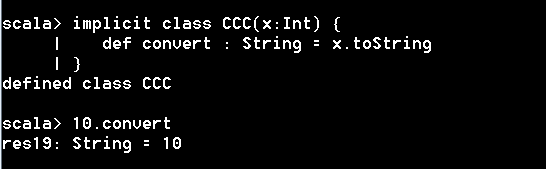 scala> implicit class CCC(x:Int) {
     |    def convert : String = x.toString
     | }
defined class CCC
scala> 10.convert
res19: String = 10